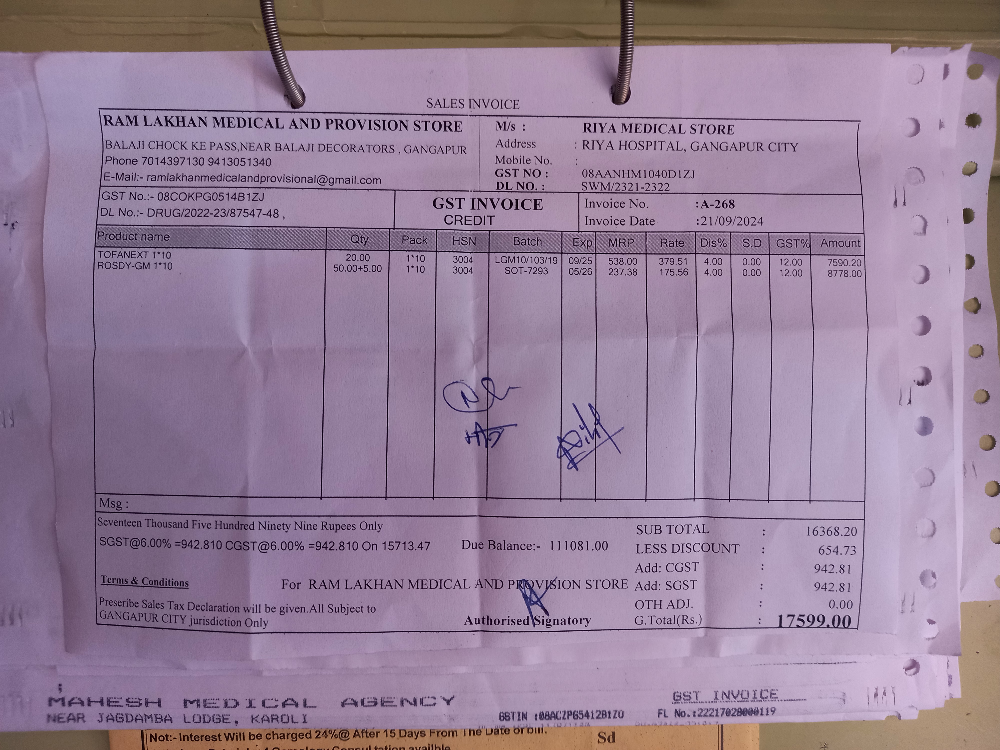 SALES INVOICE
RAM LAKHAN MEDICAL AND PROVISION STORE
BALAJI CHOCK KE PASS,NEAR BALAJI DECORATORS , GANGAPUR
Phone 7014397130 9413051340
E-Mail:- ramlakhanmedicalandprovisional@gmail.com
M/s : RIYA MEDICAL STORE
Address : RIYA HOSPITAL, GANGAPUR CITY
Mobile No. :
GST NO : 08AANHM1040D1ZJ
DL NO. : SWM/2321-2322
GST No.:- 08COKPG0514B1ZJ
DL No.:- DRUG/2022-23/87547-48 ,
GST INVOICE
CREDIT
Invoice No. :A-268
Invoice Date :21/09/2024
Product name Qty Pack HSN Batch Exp MRP Rate Dis% S.D GST% Amount
TOFANEXT 1*10 20.00 1*10 3004 LGM10/103/19 09/25 538.00 379.51 4.00 0.00 12.00 7590.20
ROSDY-GM 1*10 50.00+5.00 1*10 3004 SOT-7293 05/26 237.38 175.56 4.00 0.00 12.00 8778.00
Msg :
Seventeen Thousand Five Hundred Ninety Nine Rupees Only
SGST@6.00% =942.810 CGST@6.00% =942.810 On 15713.47
Due Balance:- 111081.00
SUB TOTAL : 16368.20
LESS DISCOUNT : 654.73
Add: CGST : 942.81
Add: SGST : 942.81
OTH ADJ. : 0.00
G.Total(Rs.) : 17599.00
Terms & Conditions
For RAM LAKHAN MEDICAL AND PROVISION STORE
Prescribe Sales Tax Declaration will be given.All Subject to
GANGAPUR CITY jurisdiction Only
Authorised Signatory
MAHESH MEDICAL AGENCY
NEAR JAGDAMBA LODGE, KAROLI
GSTIN :08ACZPG5412B1ZO
GST INVOICE
FL No.:22217028000119
Not:- Interest Will be charged 24%@ After 15 Days From The Date of bill.
Sd